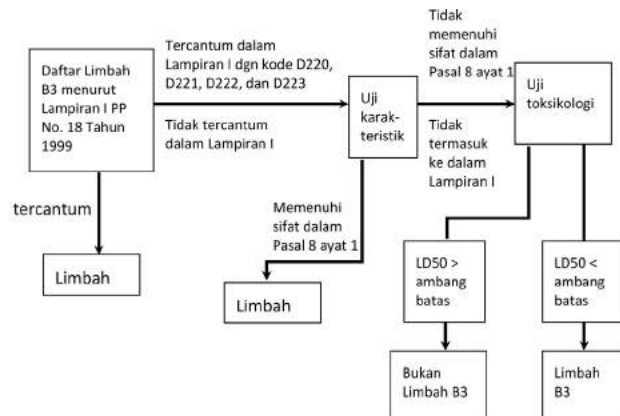 Daftar Limbah
B3 menurut
Lampiran I PP
No. 18 Tahun
1999
Tercantum dalam
Lampiran I dgn kode D220,
D221, D222, dan D223
Tidak tercantum
dalam Lampiran I
Uji
karak-
teristik
Tidak
memenuhi
sifat dalam
Pasal 8 ayat 1
Tidak
termasuk
ke dalam
Lampiran I
Uji
toksikologi
tercantum
Limbah
Memenuhi
sifat dalam
Pasal 8 ayat 1
Limbah
LD50 >
ambang
batas
LD50 <
ambang
batas
Bukan
Limbah B3
Limbah
B3